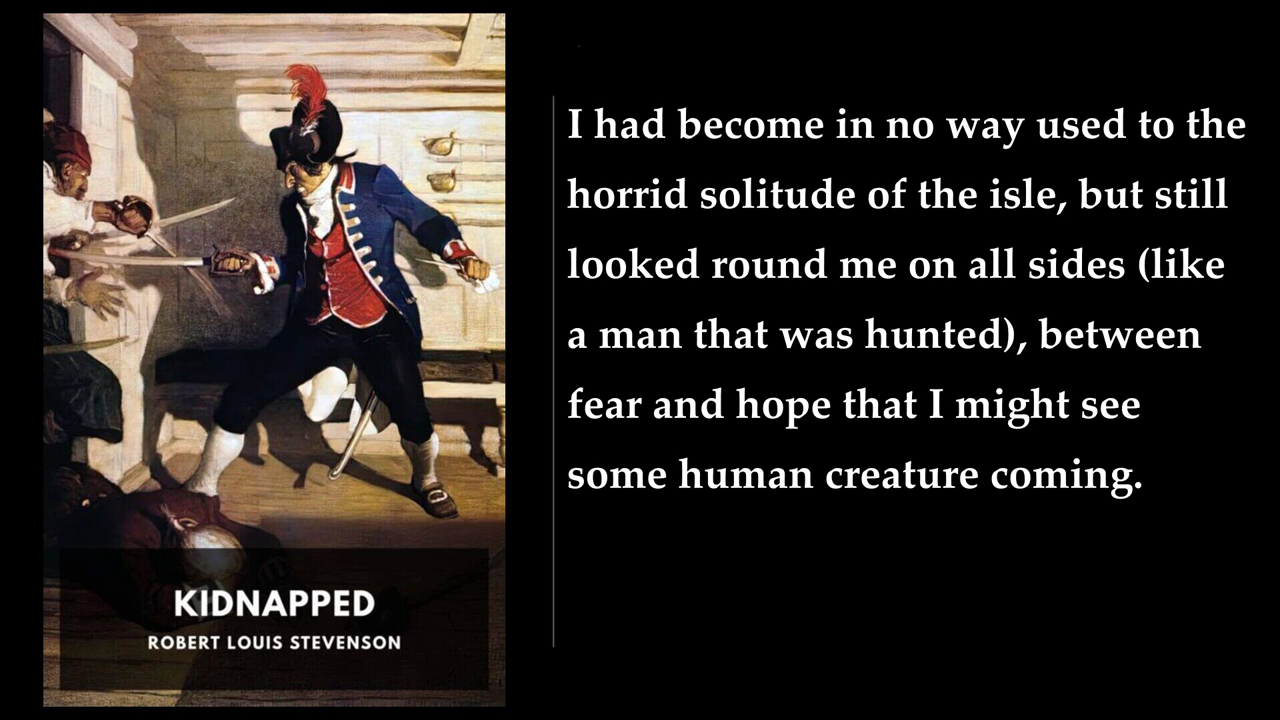 I had become in no way used to the
horrid solitude of the isle, but still
looked round me on all sides (like
a man that was hunted), between
fear and hope that I might see
some human creature coming.
KIDNAPPED
ROBERT LOUIS STEVENSON